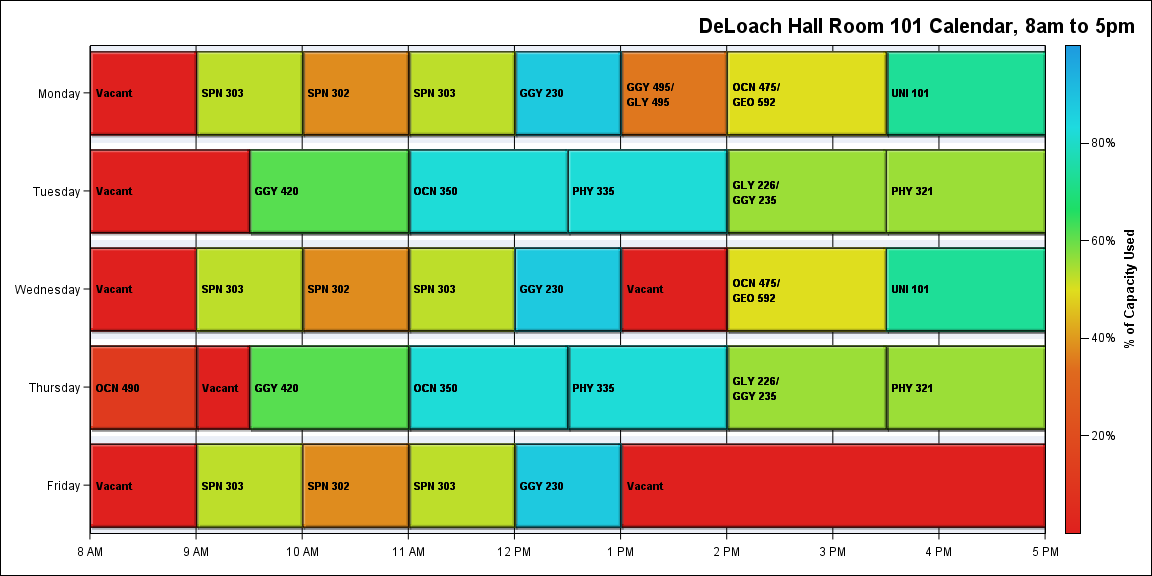 DeLoach Hall Room 101 Calendar, 8am to 5pm
Monday
Vacant
SPN 303
SPN 302
SPN 303
GGY 230
GGY 495/
GLY 495
OCN 475/
GEO 592
UNI 101
Tuesday
Vacant
GGY 420
OCN 350
PHY 335
GLY 226/
GGY 235
PHY 321
Wednesday
Vacant
SPN 303
SPN 302
SPN 303
GGY 230
Vacant
OCN 475/
GEO 592
UNI 101
Thursday
OCN 490
Vacant
GGY 420
OCN 350
PHY 335
GLY 226/
GGY 235
PHY 321
Friday
Vacant
SPN 303
SPN 302
SPN 303
GGY 230
Vacant
8 AM
9 AM
10 AM
11 AM
12 PM
1 PM
2 PM
3 PM
4 PM
5 PM
80%
60%
40%
20%
% of Capacity Used